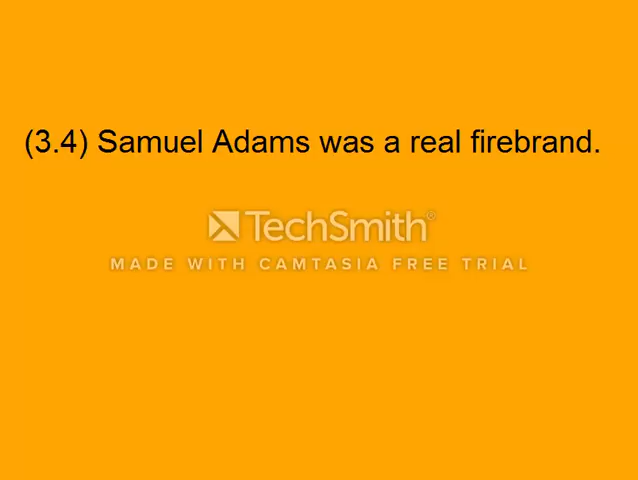 (3.4) Samuel Adams was a real firebrand.
TechSmith®
MADE WITH CAMTASIA FREE TRIAL